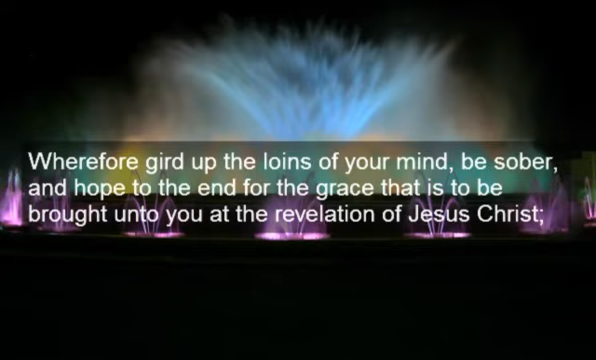 Wherefore gird up the loins of your mind, be sober,
and hope to the end for the grace that is to be
brought unto you at the revelation of Jesus Christ;